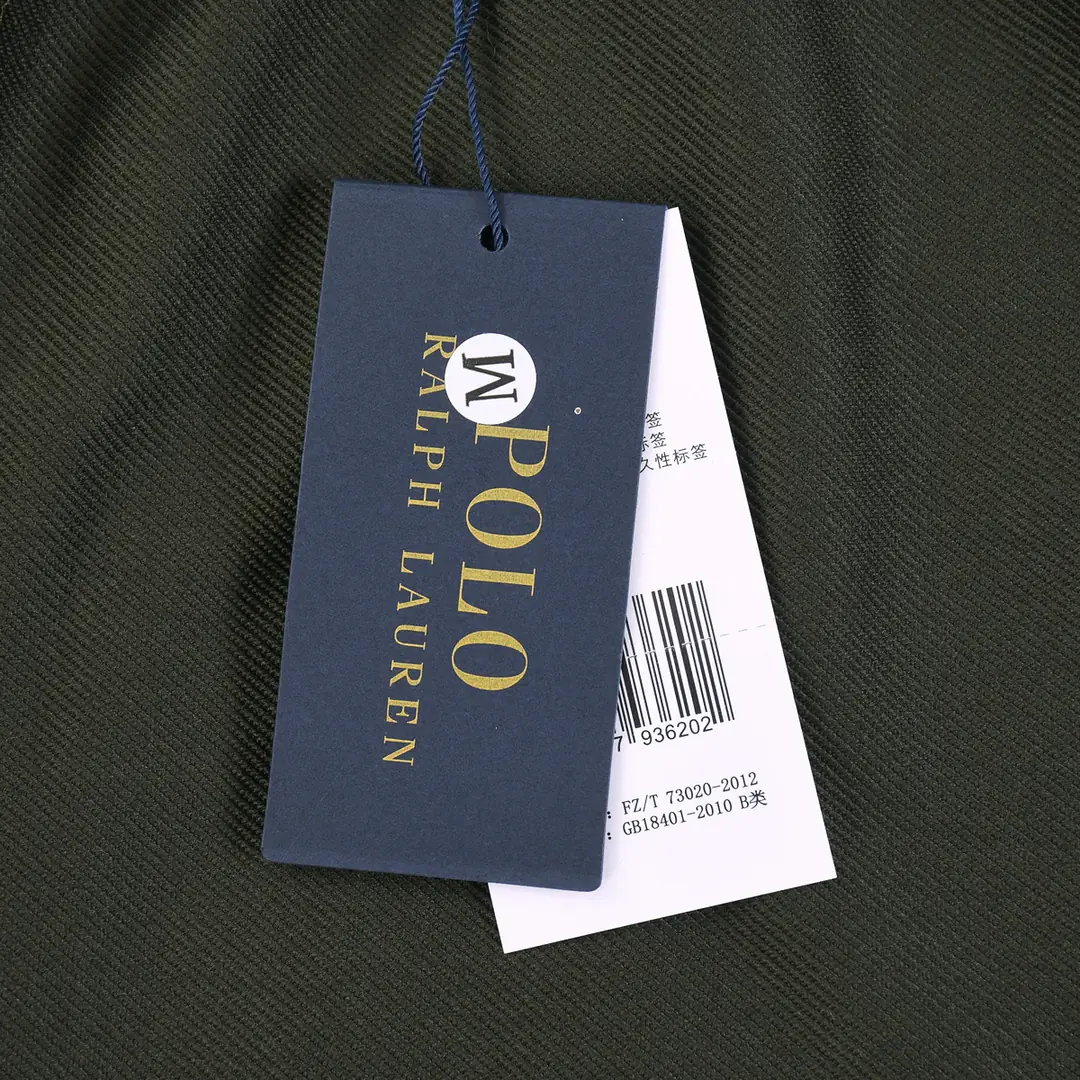 M
POLO
RALPH LAUREN
签
标签
久性标签
7 936202
: FZ/T 73020-2012
: GB18401-2010 B类